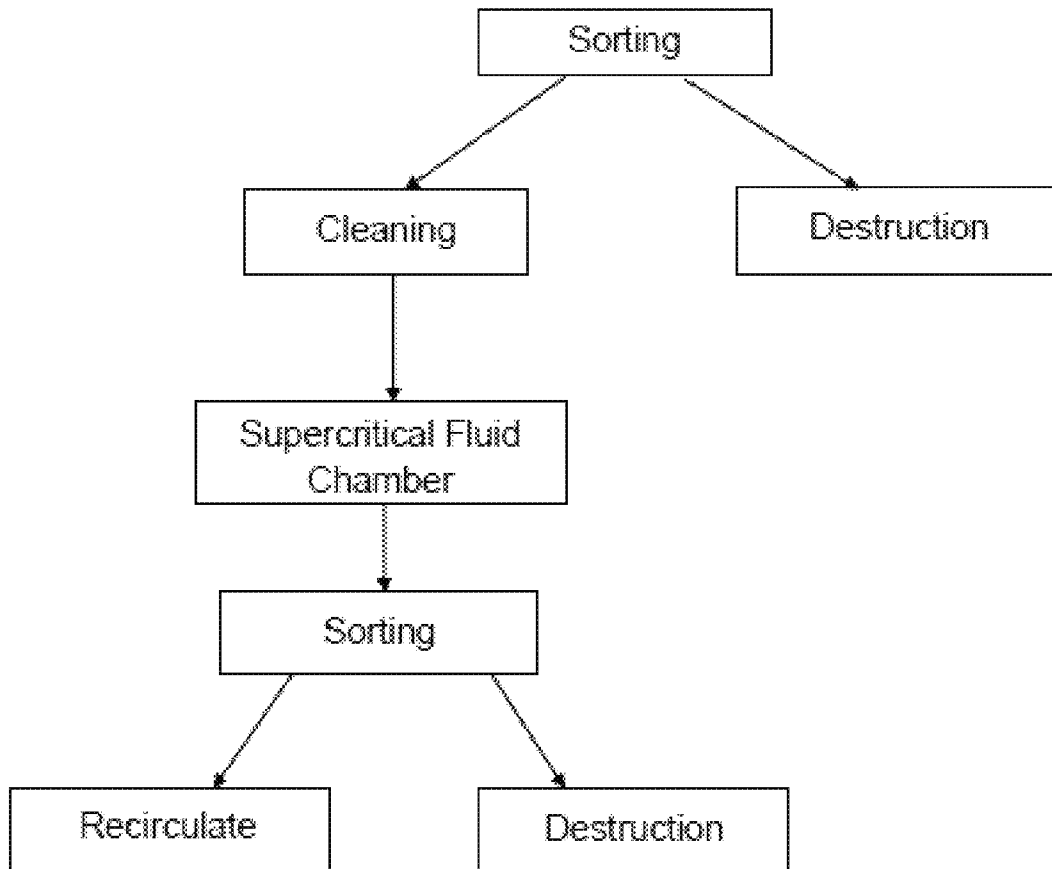 Sorting
Cleaning
Destruction
Supercritical Fluid
Chamber
Sorting
Recirculate
Destruction